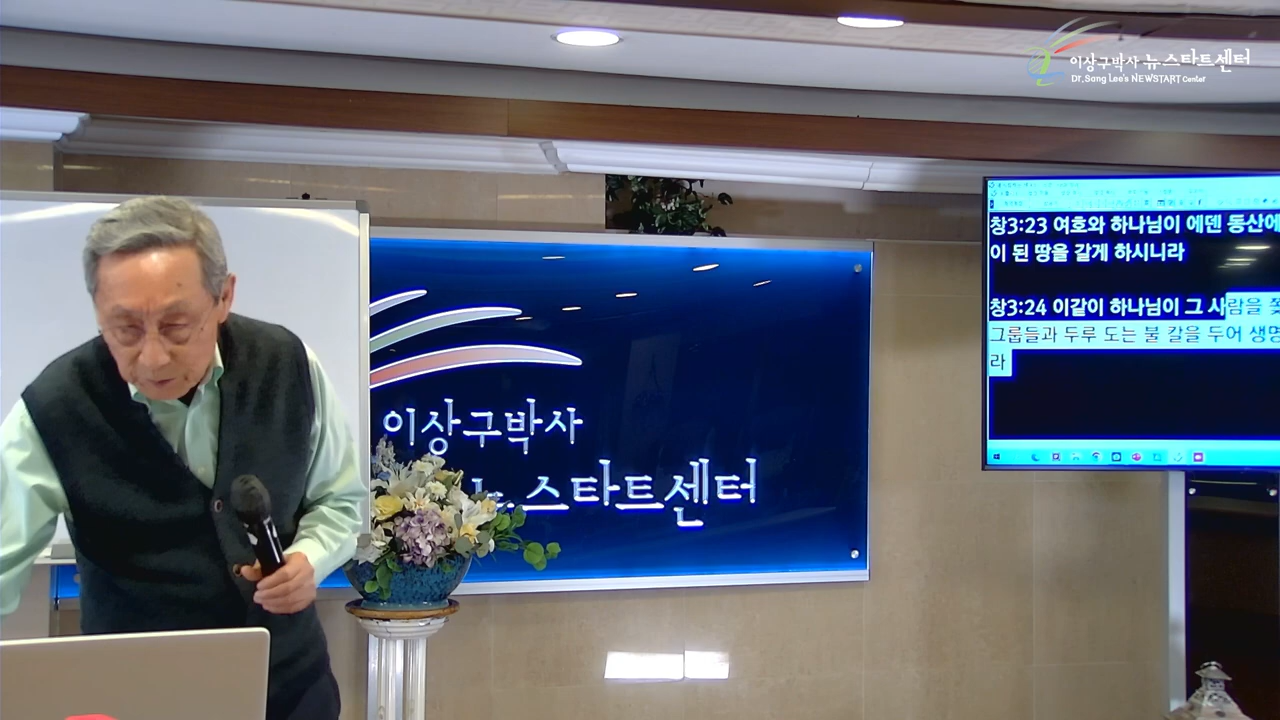 이상구박사 뉴스타트센터
Dr.Sang Lee's NEWSTART Center
창3:23 여호와 하나님이 에덴 동산에
이 된 땅을 갈게 하시니라
창3:24 이같이 하나님이 그 사람을 쫓
그룹들과 두루 도는 불 칼을 두어 생명
라
이상구박사
뉴스타트센터